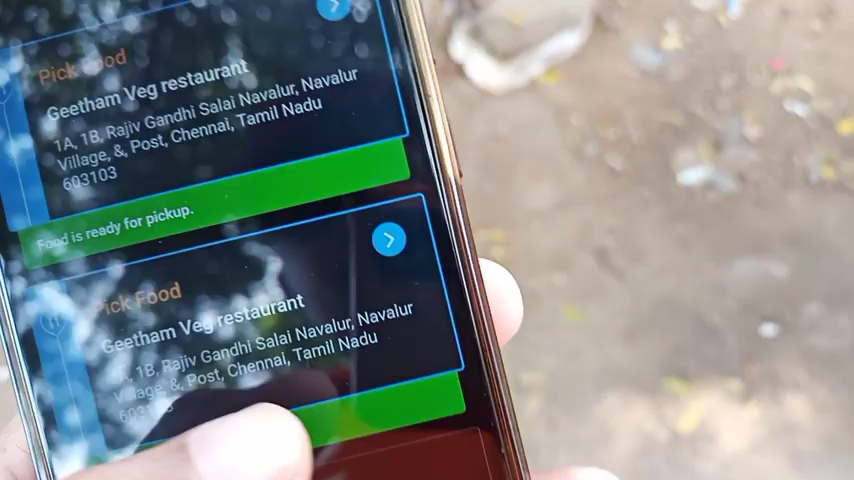 Pick Food
Geetham Veg restaurant
1A, 1B, Rajiv Gandhi Salai Navalur, Navalur
Village, &, Post, Chennai, Tamil Nadu
603103
Food is ready for pickup.
Pick Food
Geetham Veg restaurant
1B, Rajiv Gandhi Salai Navalur, Navalur
Village, &, Post, Chennai, Tamil Nadu